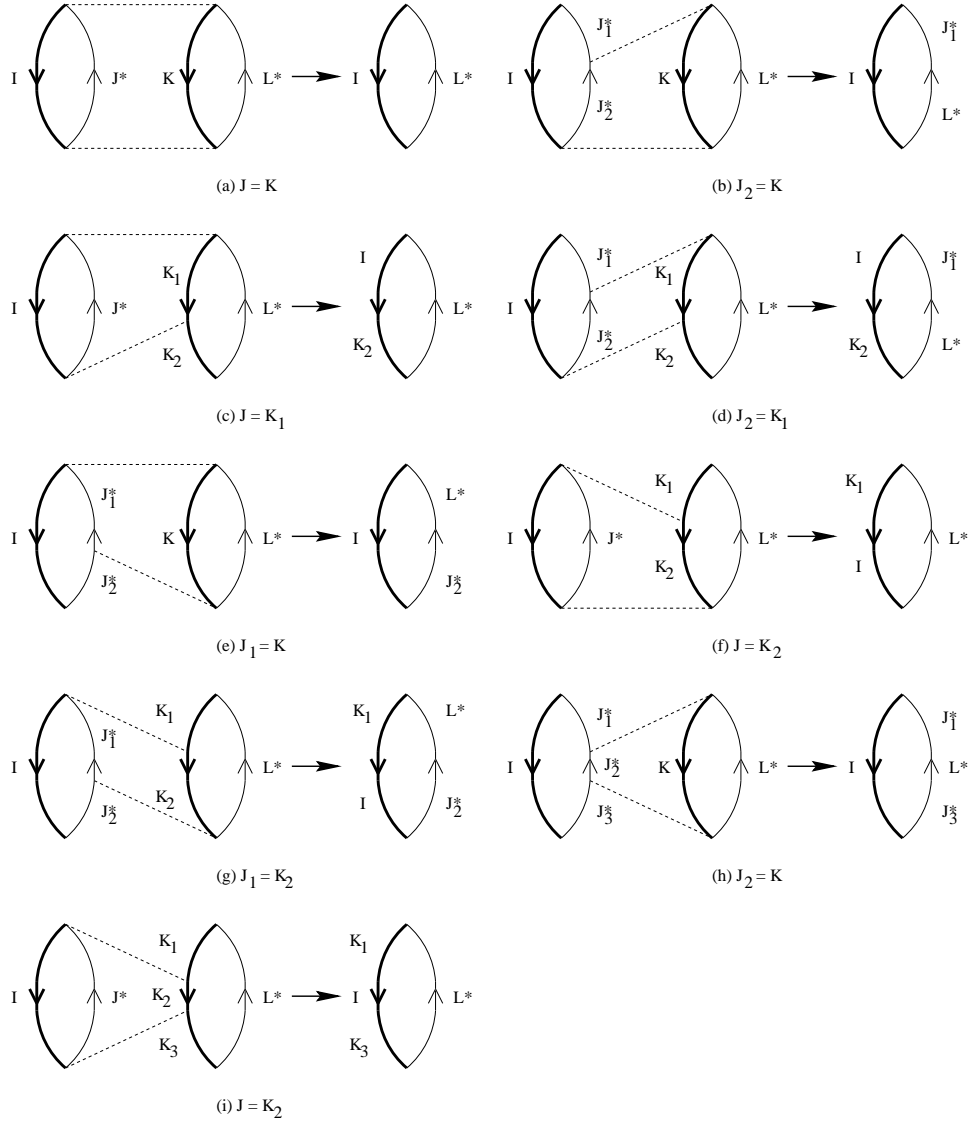 I J* K L* I L*
(a) J = K
I J*1 J*2 K L* I J*1 L*
(b) J2 = K
I J* K1 K2 L* I K2 L*
(c) J = K1
I J*1 J*2 K1 K2 L* I K2 J*1 L*
(d) J2 = K1
I J*1 J*2 K L* I L* J*2
(e) J1 = K
I J* K1 K2 L* K1 I L*
(f) J = K2
I J*1 J*2 K1 K2 L* K1 I L* J*2
(g) J1 = K2
I J*1 J*2 J*3 K L* I J*1 L* J*3
(h) J2 = K
I J* K1 K2 K3 L* K1 I K3 L*
(i) J = K2